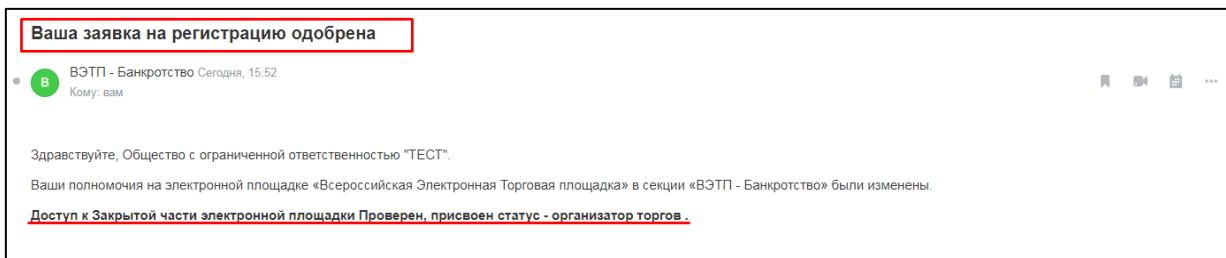 Ваша заявка на регистрацию одобрена
В
ВЭТП - Банкротство Сегодня, 15:52
Кому: вам
Здравствуйте, Общество с ограниченной ответственностью "ТЕСТ".
Ваши полномочия на электронной площадке «Всероссийская Электронная Торговая площадка» в секции «ВЭТП - Банкротство» были изменены.
Доступ к Закрытой части электронной площадки Проверен, присвоен статус - организатор торгов .